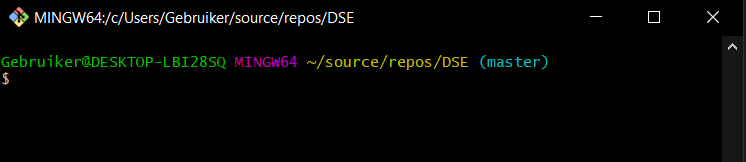 MINGW64:/c/Users/Gebruiker/source/repos/DSE
Gebruiker@DESKTOP-LBI28SQ MINGW64 ~/source/repos/DSE (master)
$